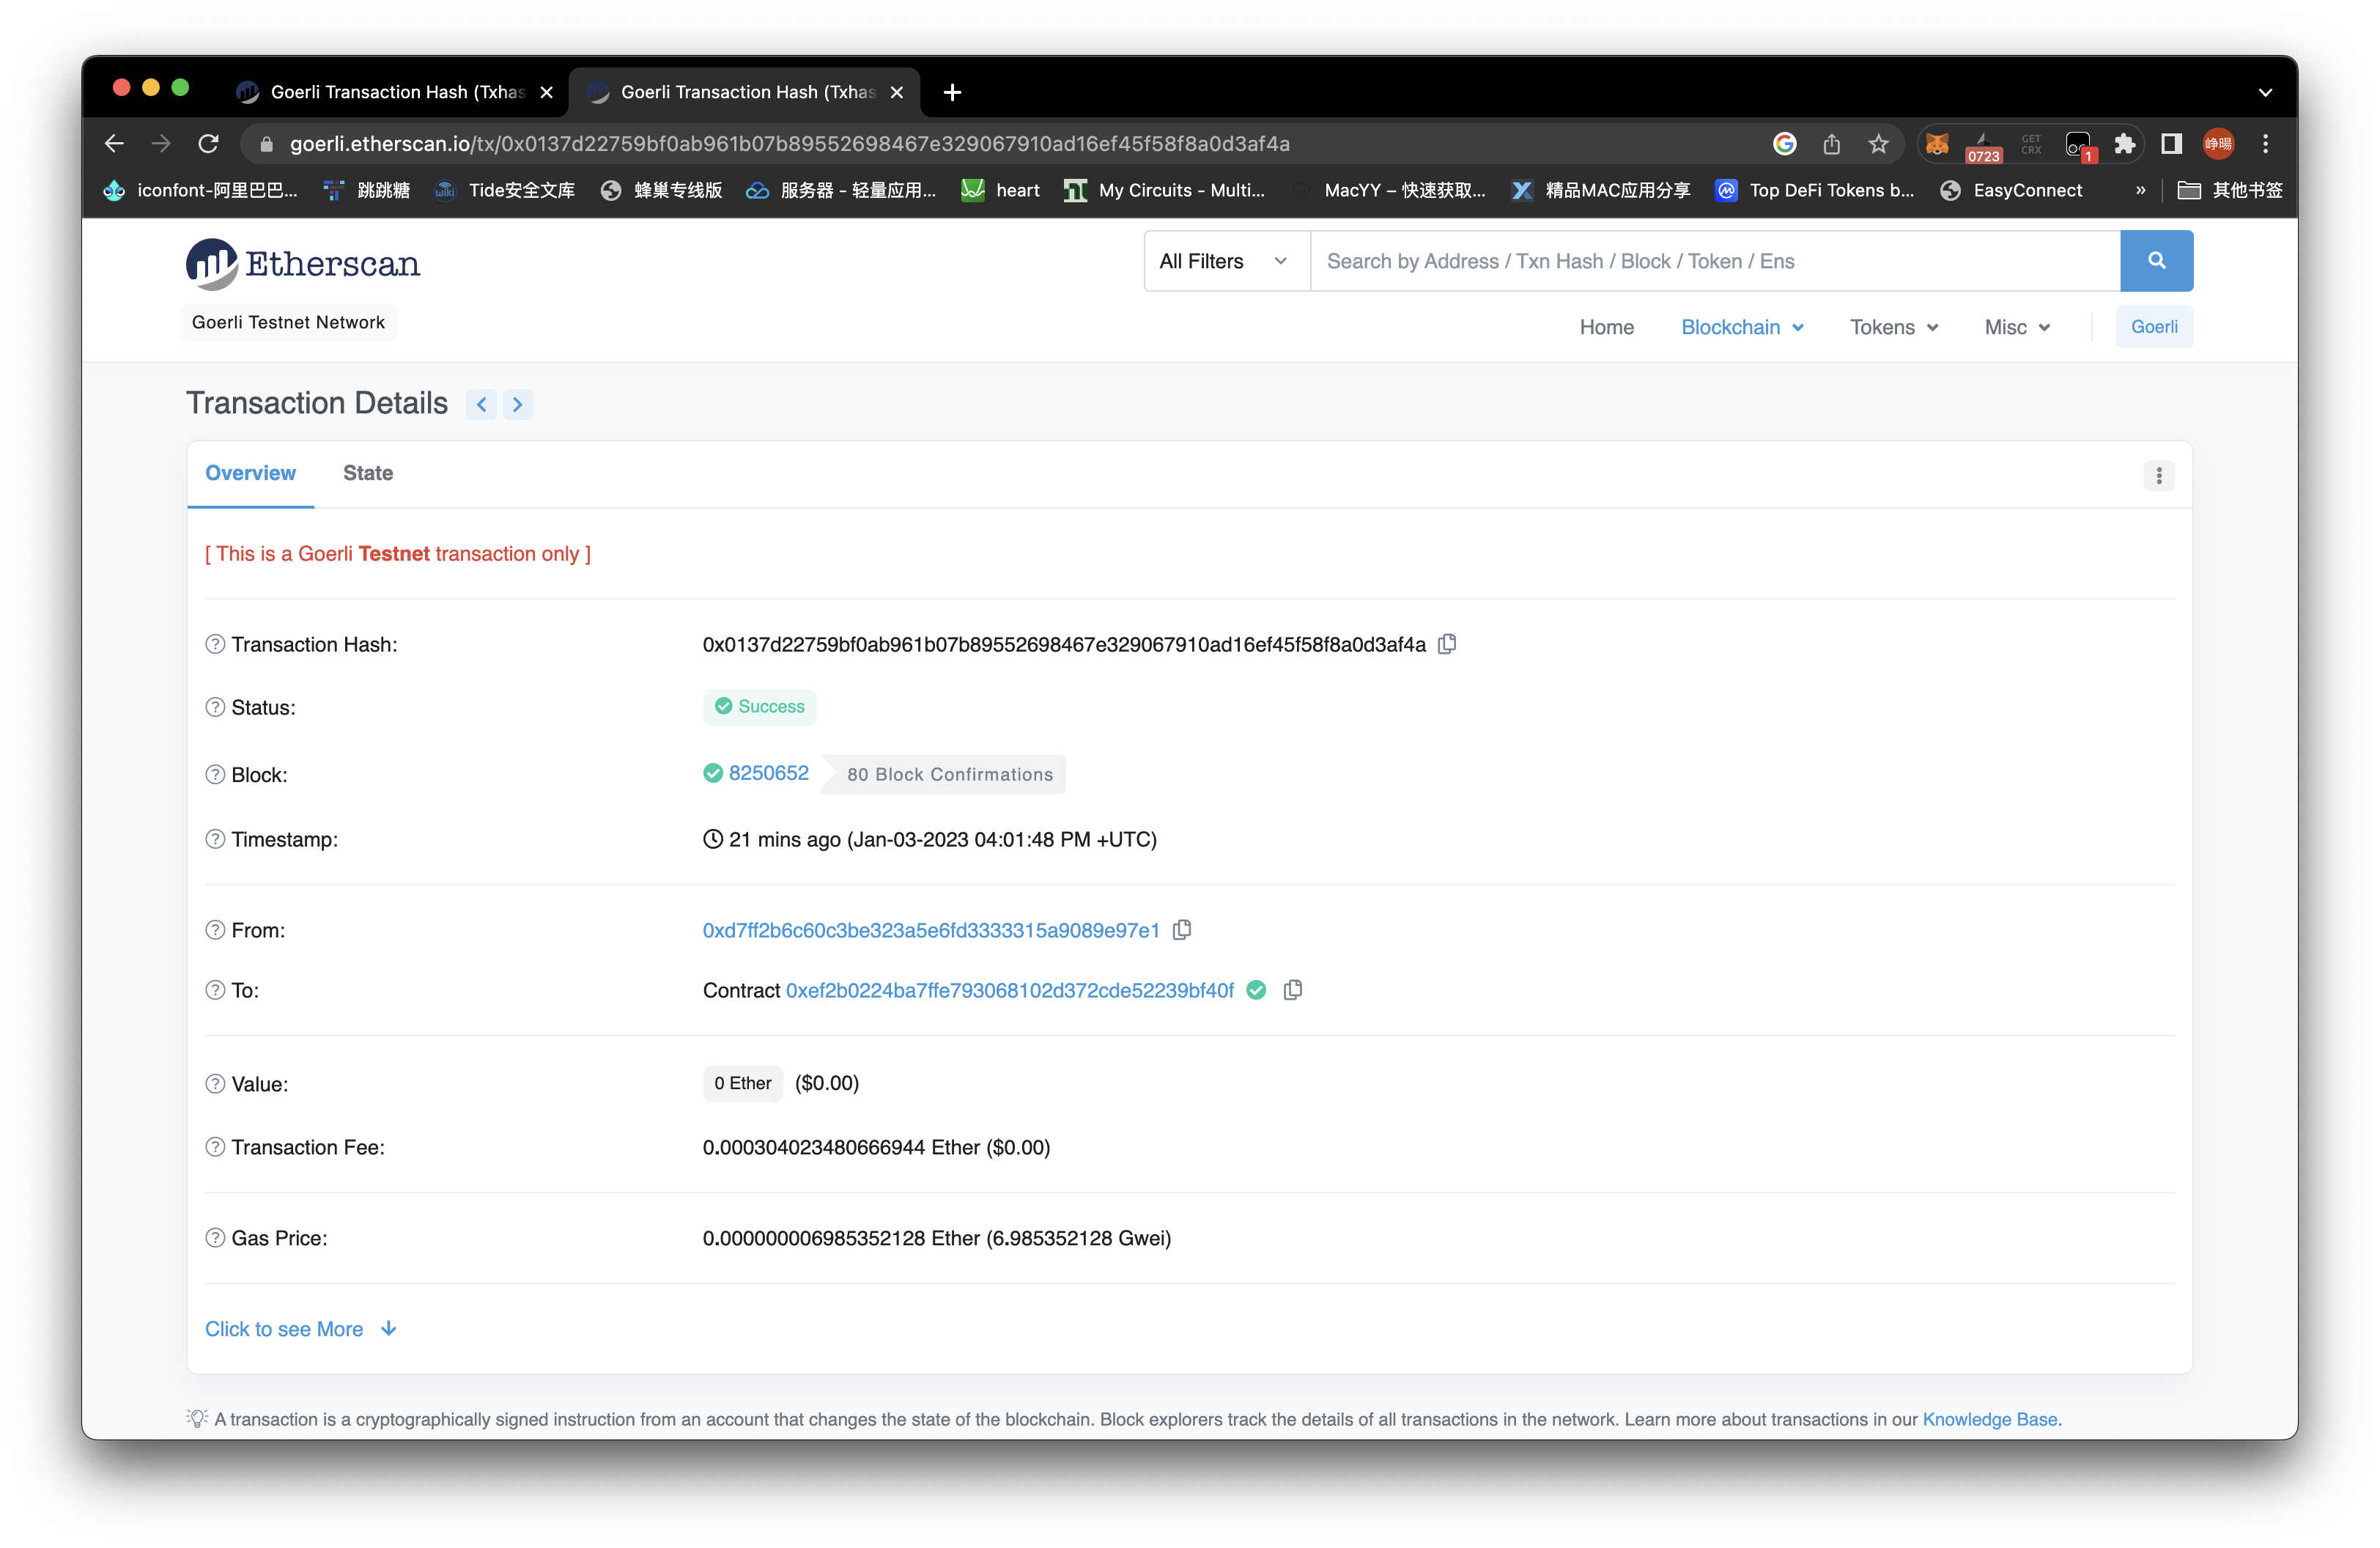 Goerli Transaction Hash (Txhas
Goerli Transaction Hash (Txhas
goerli.etherscan.io/tx/0x0137d22759bf0ab961b07b89552698467e329067910ad16ef45f58f8a0d3af4a
0723
GET CRX
1
峥暘
iconfont-阿里巴巴...
跳跳糖
wiki
Tide安全文库
蜂巢专线版
服务器 - 轻量应用...
heart
My Circuits - Multi...
MacYY – 快速获取...
精品MAC应用分享
Top DeFi Tokens b...
EasyConnect
»
其他书签
Etherscan
All Filters
Search by Address / Txn Hash / Block / Token / Ens
Goerli Testnet Network
Home
Blockchain
Tokens
Misc
Goerli
Transaction Details
Overview
State
[ This is a Goerli Testnet transaction only ]
Transaction Hash:
0x0137d22759bf0ab961b07b89552698467e329067910ad16ef45f58f8a0d3af4a
Status:
Success
Block:
8250652
80 Block Confirmations
Timestamp:
21 mins ago (Jan-03-2023 04:01:48 PM +UTC)
From:
0xd7ff2b6c60c3be323a5e6fd3333315a9089e97e1
To:
Contract 0xef2b0224ba7ffe793068102d372cde52239bf40f
Value:
0 Ether ($0.00)
Transaction Fee:
0.000304023480666944 Ether ($0.00)
Gas Price:
0.000000006985352128 Ether (6.985352128 Gwei)
Click to see More
A transaction is a cryptographically signed instruction from an account that changes the state of the blockchain. Block explorers track the details of all transactions in the network. Learn more about transactions in our Knowledge Base.